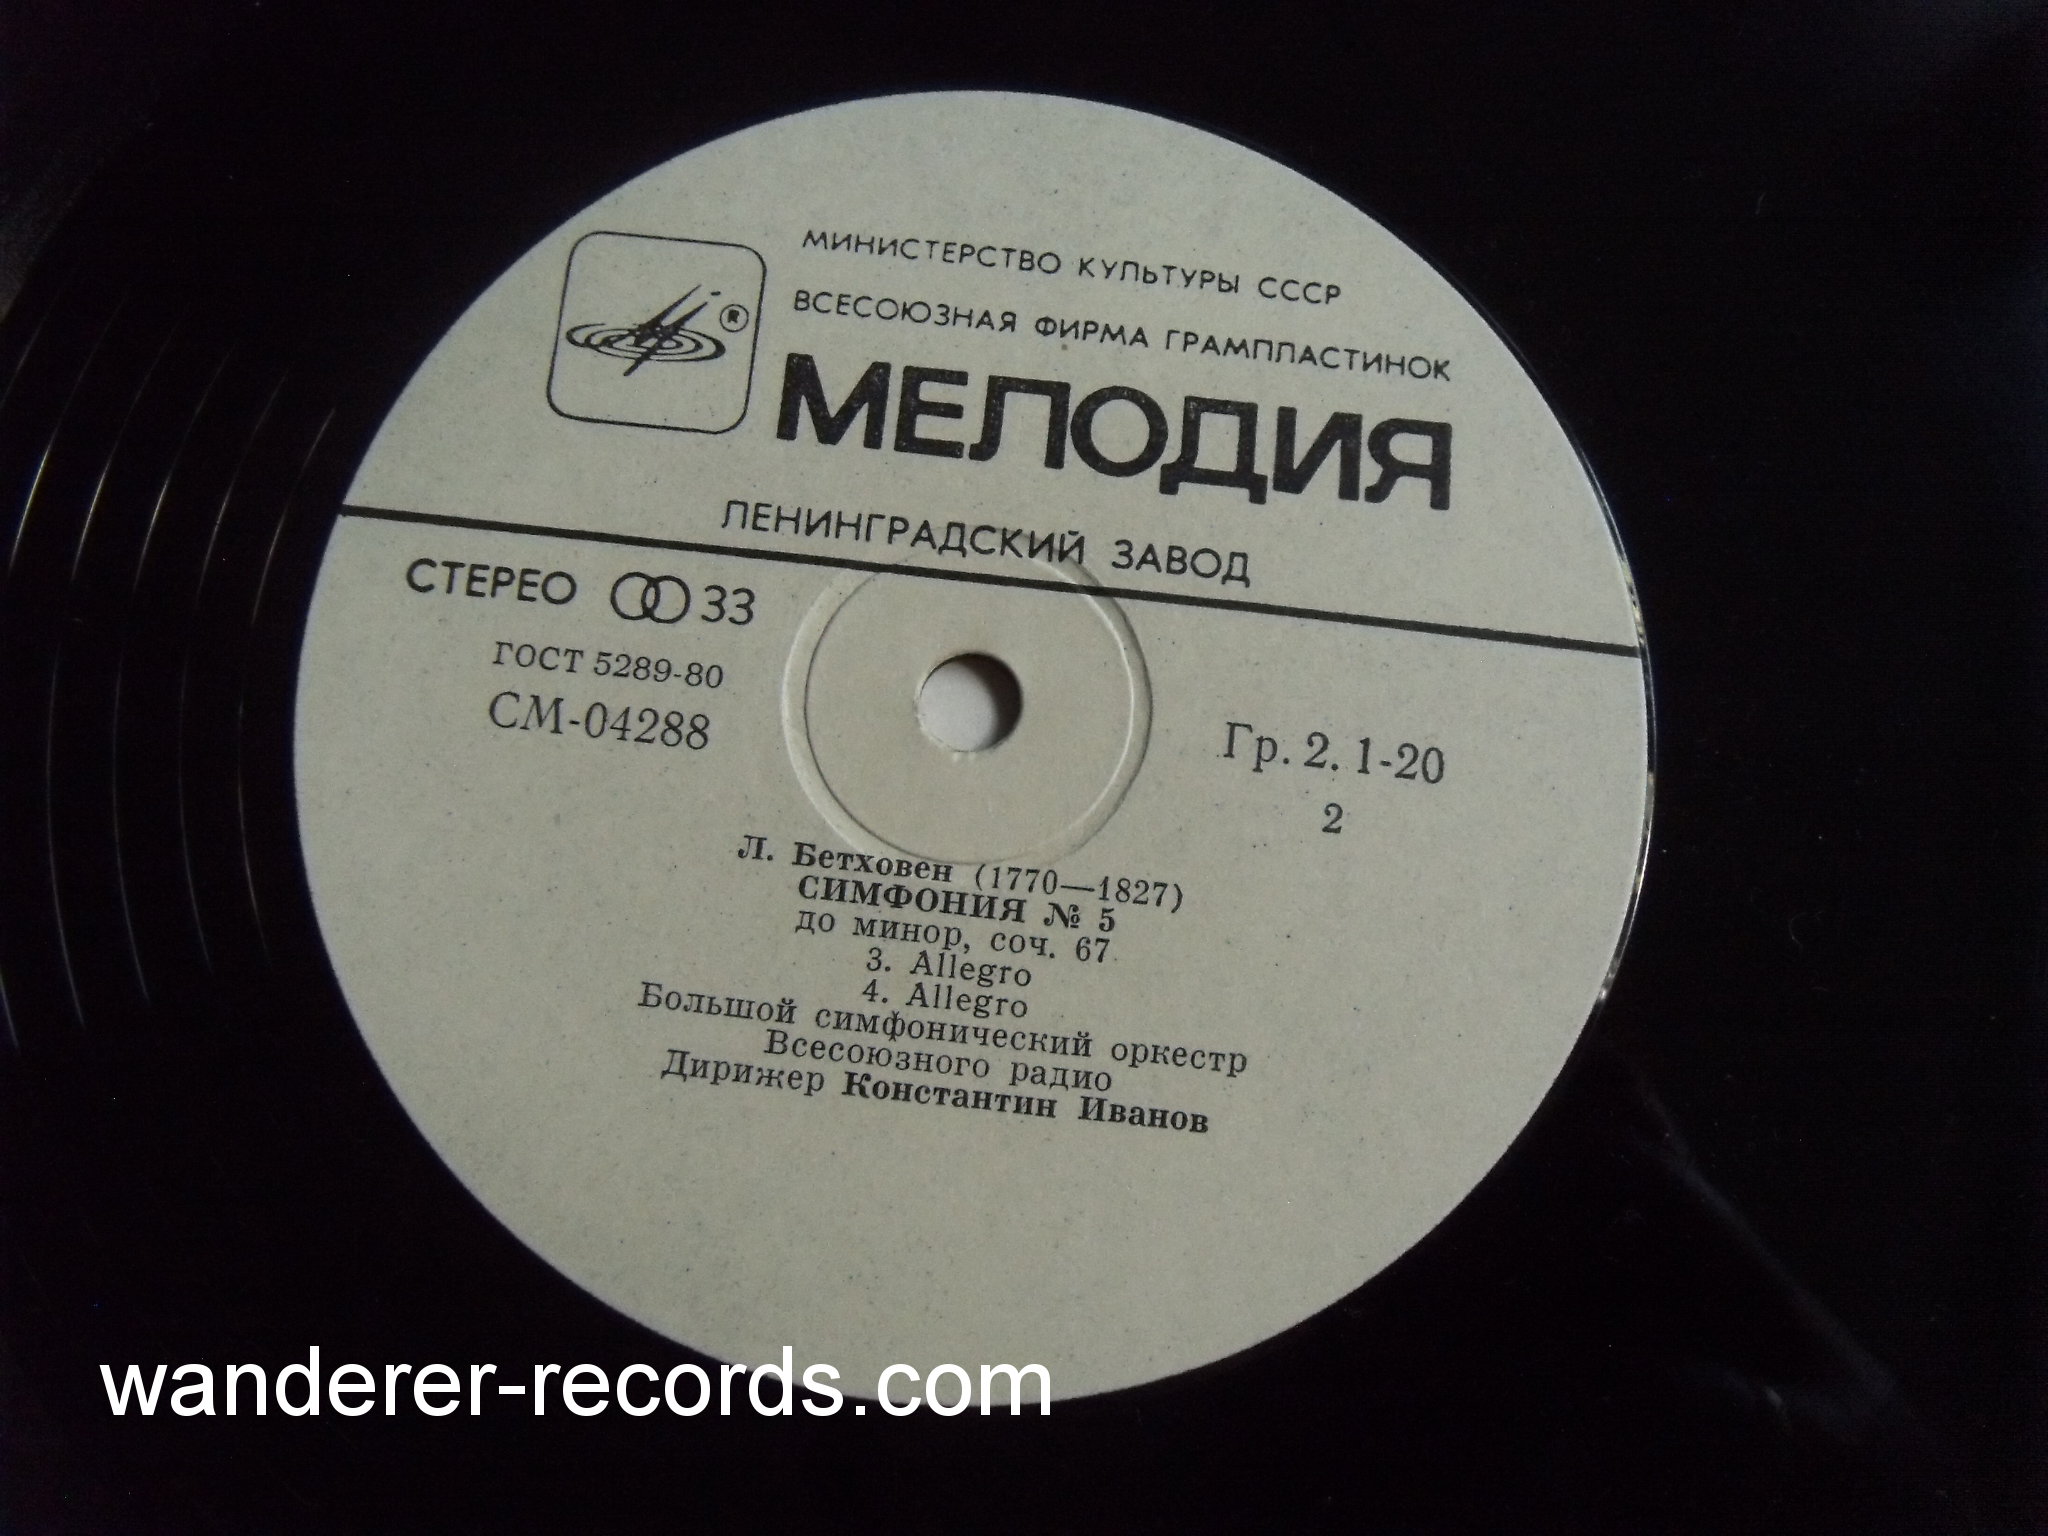 МИНИСТЕРСТВО КУЛЬТУРЫ СССР
ВСЕСОЮЗНАЯ ФИРМА ГРАМПЛАСТИНОК
®
МЕЛОДИЯ
ЛЕНИНГРАДСКИЙ ЗАВОД
СТЕРЕО 33
ГОСТ 5289-80
СМ-04288
Гр. 2. 1-20
2
Л. Бетховен (1770—1827)
СИМФОНИЯ № 5
до минор, соч. 67
3. Allegro
4. Allegro
Большой симфонический оркестр
Всесоюзного радио
Дирижер Константин Иванов
wanderer-records.com